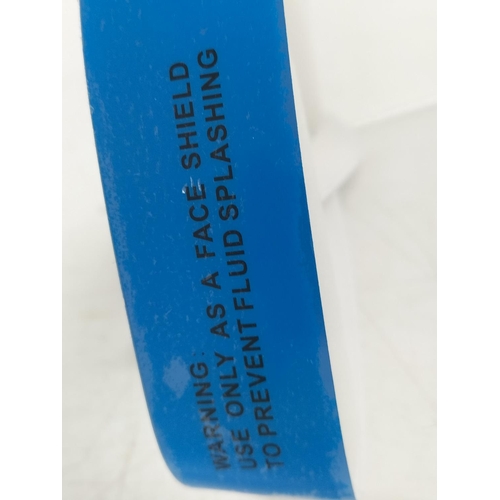 WARNING:
USE ONLY AS A FACE SHIELD
TO PREVENT FLUID SPLASHING